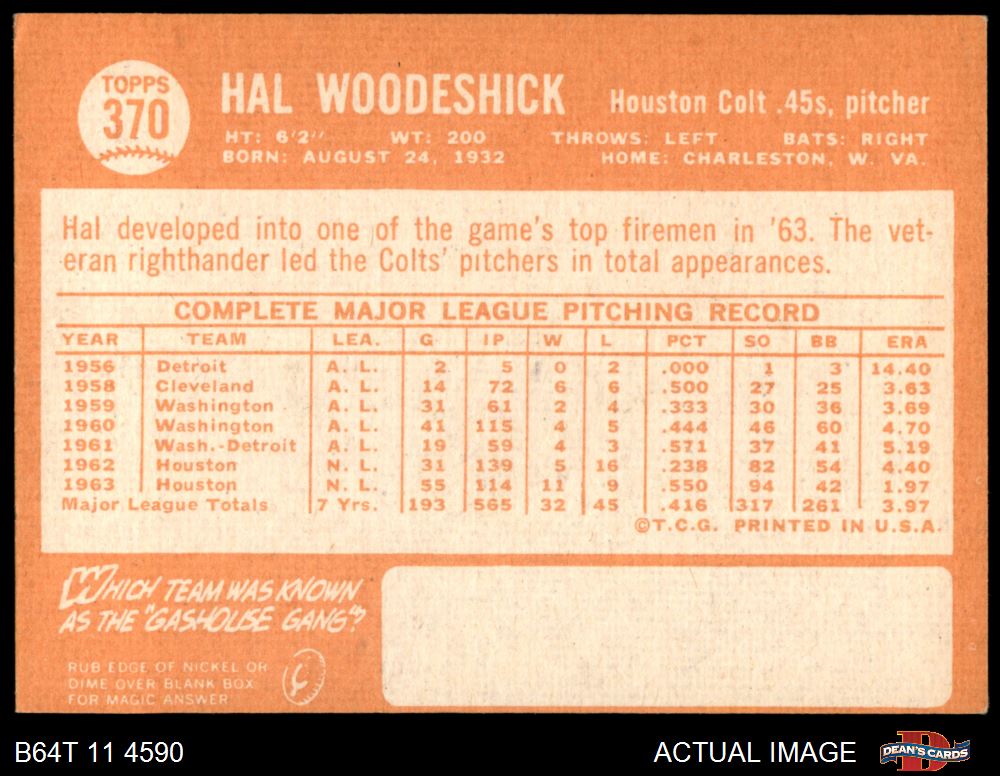 TOPPS
370
HAL WOODESHICK
Houston Colt .45s, pitcher
HT: 6'2" WT: 200 THROWS: LEFT BATS: RIGHT
BORN: AUGUST 24, 1932 HOME: CHARLESTON, W. VA.
Hal developed into one of the game's top firemen in '63. The vet-
eran righthander led the Colts' pitchers in total appearances.
COMPLETE MAJOR LEAGUE PITCHING RECORD
YEAR TEAM LEA. G IP W L PCT SO BB ERA
1956 Detroit A. L. 2 5 0 2 .000 1 3 14.40
1958 Cleveland A. L. 14 72 6 6 .500 27 25 3.63
1959 Washington A. L. 31 61 2 4 .333 30 36 3.69
1960 Washington A. L. 41 115 4 5 .444 46 60 4.70
1961 Wash.-Detroit A. L. 19 59 4 3 .571 37 41 5.19
1962 Houston N. L. 31 139 5 16 .238 82 54 4.40
1963 Houston N. L. 55 114 11 9 .550 94 42 1.97
Major League Totals 7 Yrs. 193 565 32 45 .416 317 261 3.97
©T.C.G. PRINTED IN U.S.A.
WHICH TEAM WAS KNOWN
AS THE "GASHOUSE GANG"?
RUB EDGE OF NICKEL OR
DIME OVER BLANK BOX
FOR MAGIC ANSWER
B64T 11 4590 ACTUAL IMAGE
D
DEAN'S CARDS